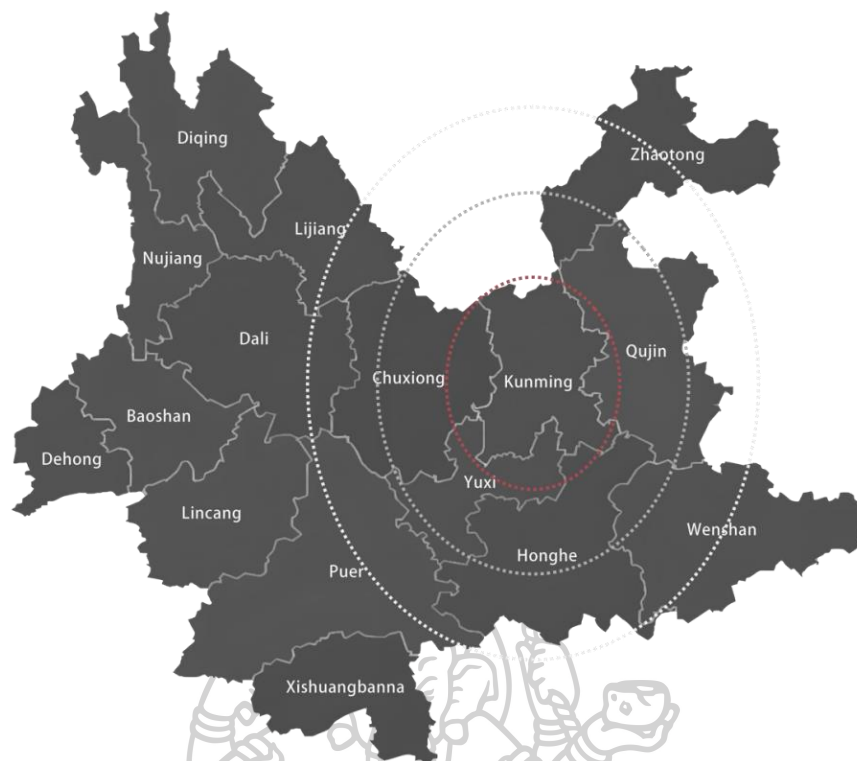 Diqing
Zhaotong
Lijiang
Nujiang
Dali
Qujin
Chuxiong
Kunming
Baoshan
Dehong
Yuxi
Lincang
Wenshan
Honghe
Puer
Xishuangbanna